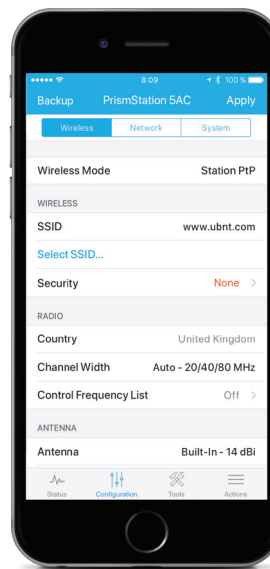 8:09 100 %
Backup PrismStation 5AC Apply
Wireless Network System
Wireless Mode Station PtP
WIRELESS
SSID www.ubnt.com
Select SSID...
Security None
RADIO
Country United Kingdom
Channel Width Auto - 20/40/80 MHz
Control Frequency List Off
ANTENNA
Antenna Built-In - 14 dBi
Status Configuration Tools Actions